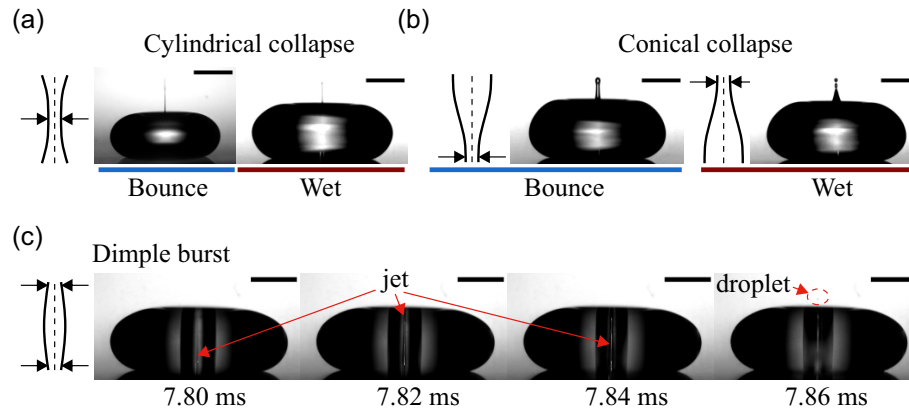 (a)
Cylindrical collapse
(b)
Conical collapse
Bounce
Wet
Bounce
Wet
(c)
Dimple burst
jet
droplet
7.80 ms
7.82 ms
7.84 ms
7.86 ms